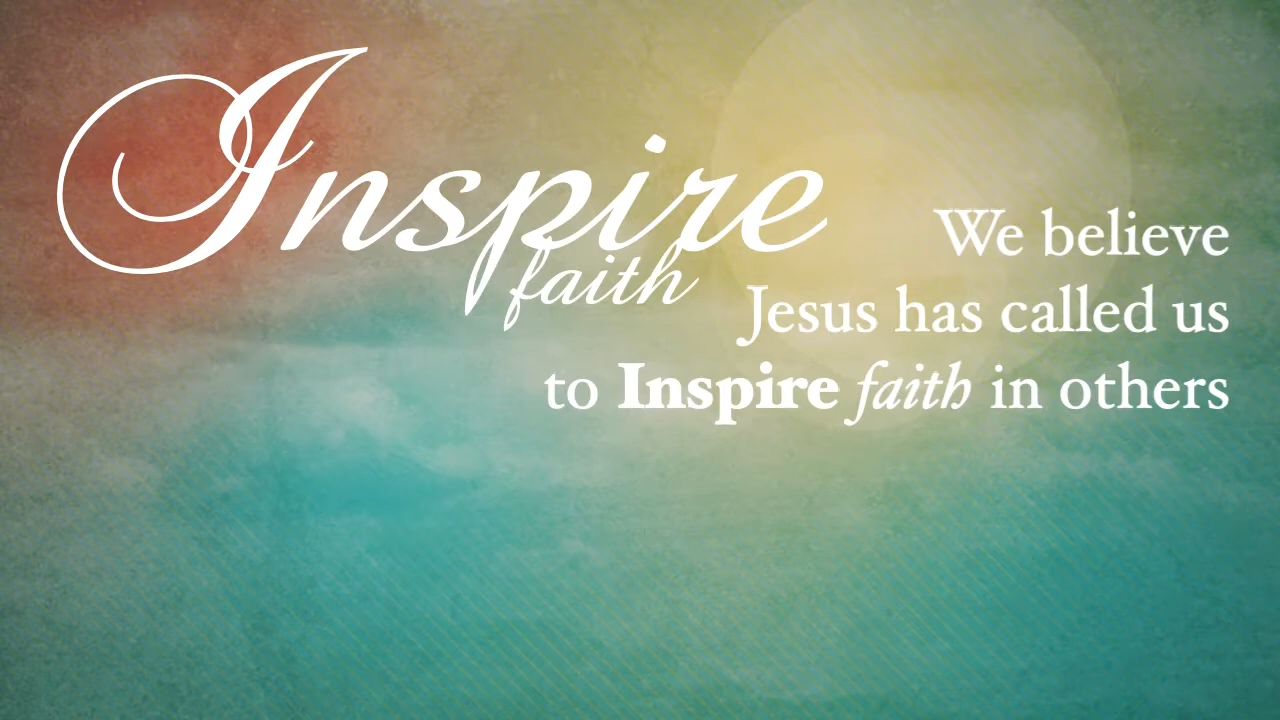 Inspire
faith
We believe
Jesus has called us
to Inspire faith in others